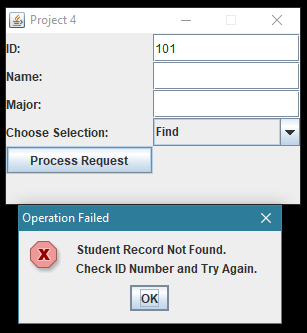 Project 4
ID:
101
Name:
Major:
Choose Selection:
Find
Process Request
Operation Failed
Student Record Not Found.
Check ID Number and Try Again.
OK